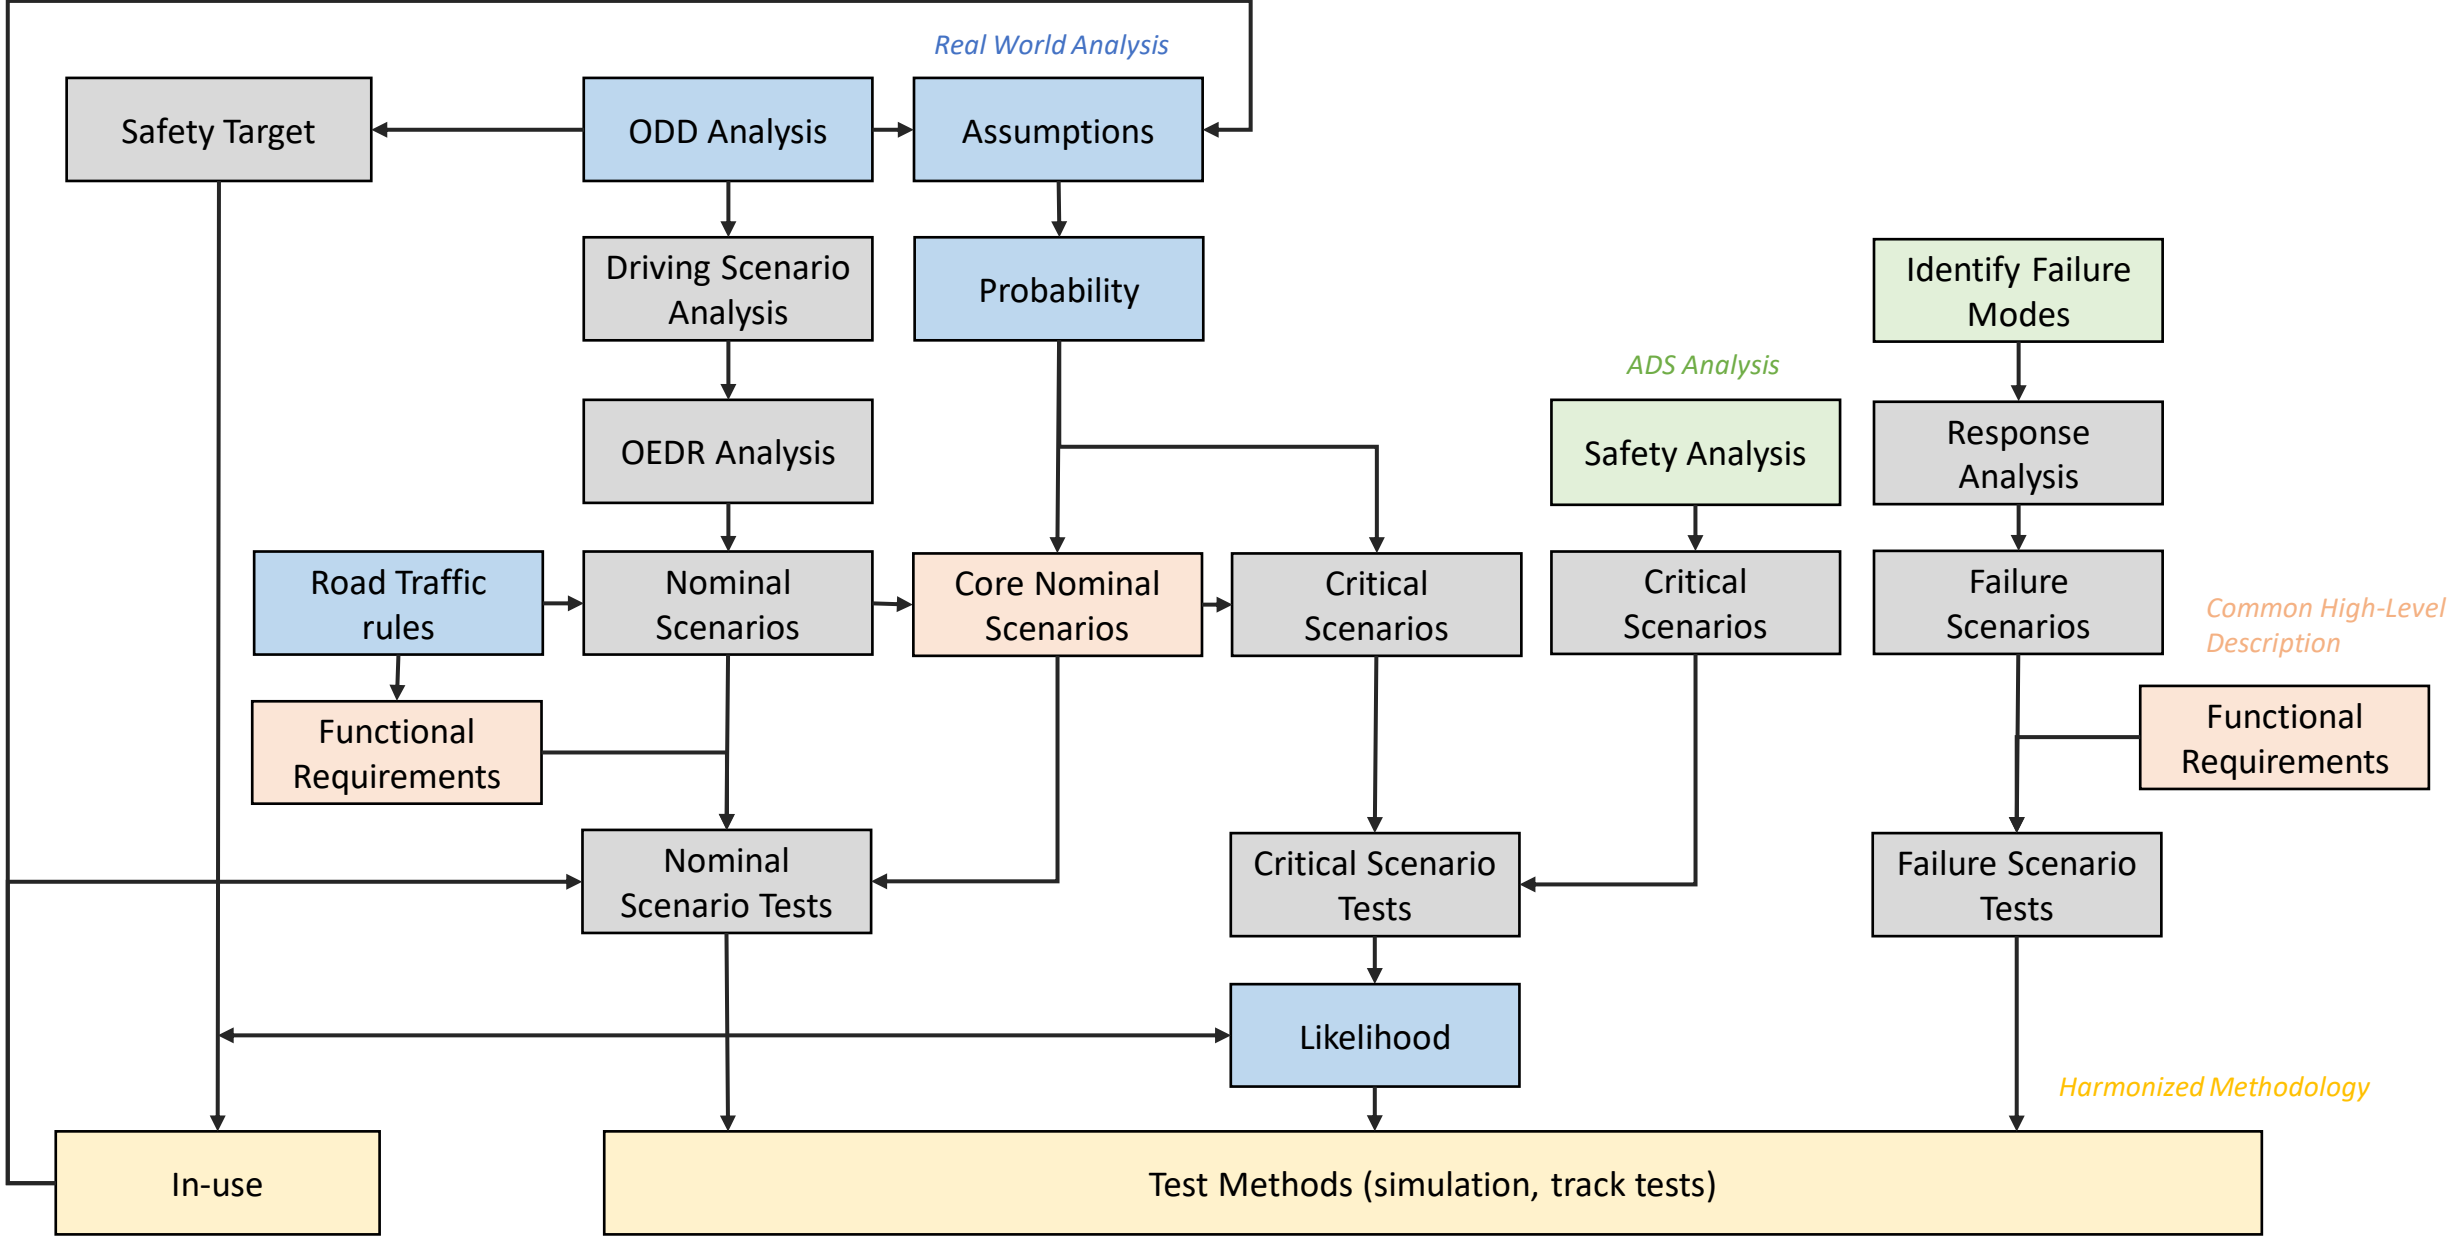 Real World Analysis
Safety Target
ODD Analysis
Assumptions
Driving Scenario
Analysis
Probability
Identify Failure
Modes
ADS Analysis
OEDR Analysis
Safety Analysis
Response
Analysis
Road Traffic
rules
Nominal
Scenarios
Core Nominal
Scenarios
Critical
Scenarios
Critical
Scenarios
Failure
Scenarios
Common High-Level
Description
Functional
Requirements
Functional
Requirements
Nominal
Scenario Tests
Critical Scenario
Tests
Failure Scenario
Tests
Likelihood
Harmonized Methodology
In-use
Test Methods (simulation, track tests)